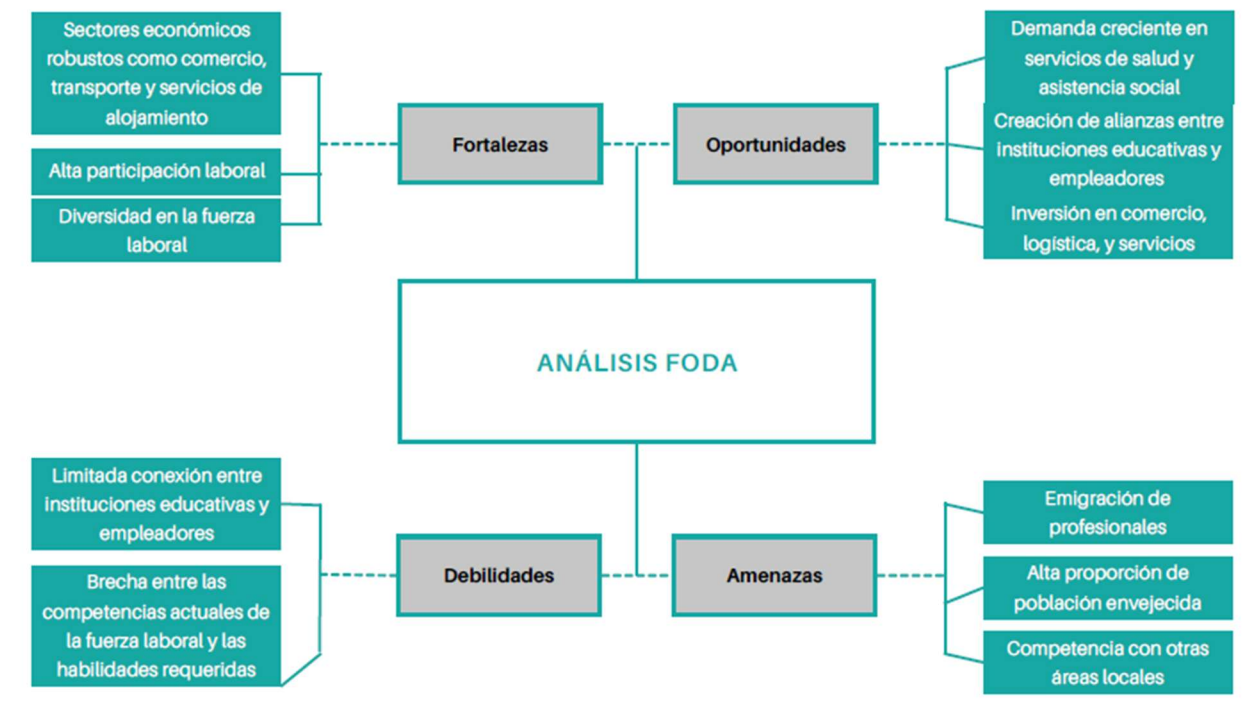 Sectores económicos
robustos como comercio,
transporte y servicios de
alojamiento
Alta participación laboral
Diversidad en la fuerza
laboral
Fortalezas
Oportunidades
Demanda creciente en
servicios de salud y
asistencia social
Creación de alianzas entre
instituciones educativas y
empleadores
Inversión en comercio,
logística, y servicios
ANÁLISIS FODA
Limitada conexión entre
instituciones educativas y
empleadores
Brecha entre las
competencias actuales de
la fuerza laboral y las
habilidades requeridas
Debilidades
Amenazas
Emigración de
profesionales
Alta proporción de
población envejecida
Competencia con otras
áreas locales